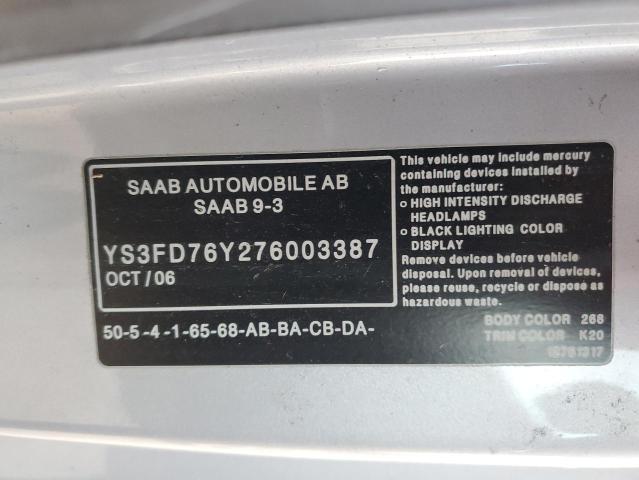 SAAB AUTOMOBILE AB
SAAB 9-3
YS3FD76Y276003387
OCT / 06
50-5 -4 -1-65-68-AB-BA-CB-DA-
This vehicle may include mercury
containing devices installed by
the manufacturer:
O HIGH INTENSITY DISCHARGE
HEADLAMPS
O BLACK LIGHTING COLOR
DISPLAY
Remove devices before vehicle
disposal. Upon removal of devices,
please reuse, recycle or dispose as
hazardous waste.
BODY COLOR 268
TRIM COLOR K20